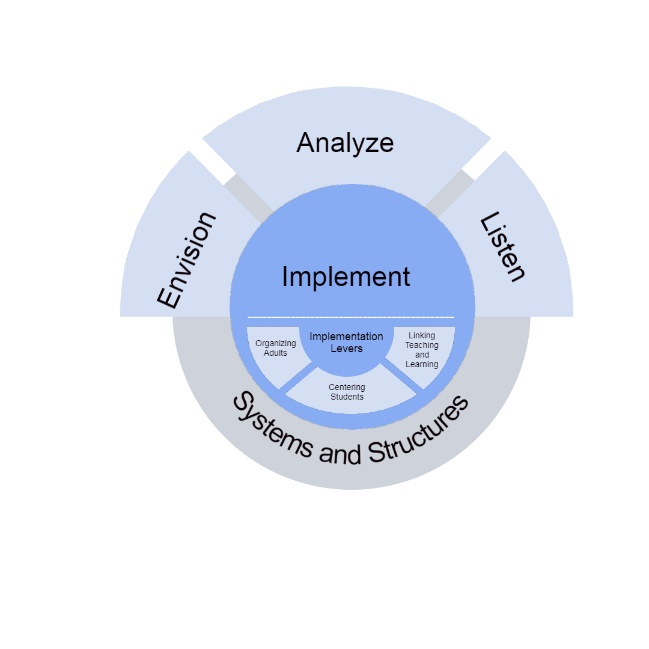 Analyze
Envision
Listen
Implement
Implementation
Levers
Organizing
Adults
Linking
Teaching
and
Learning
Centering
Students
Systems and Structures